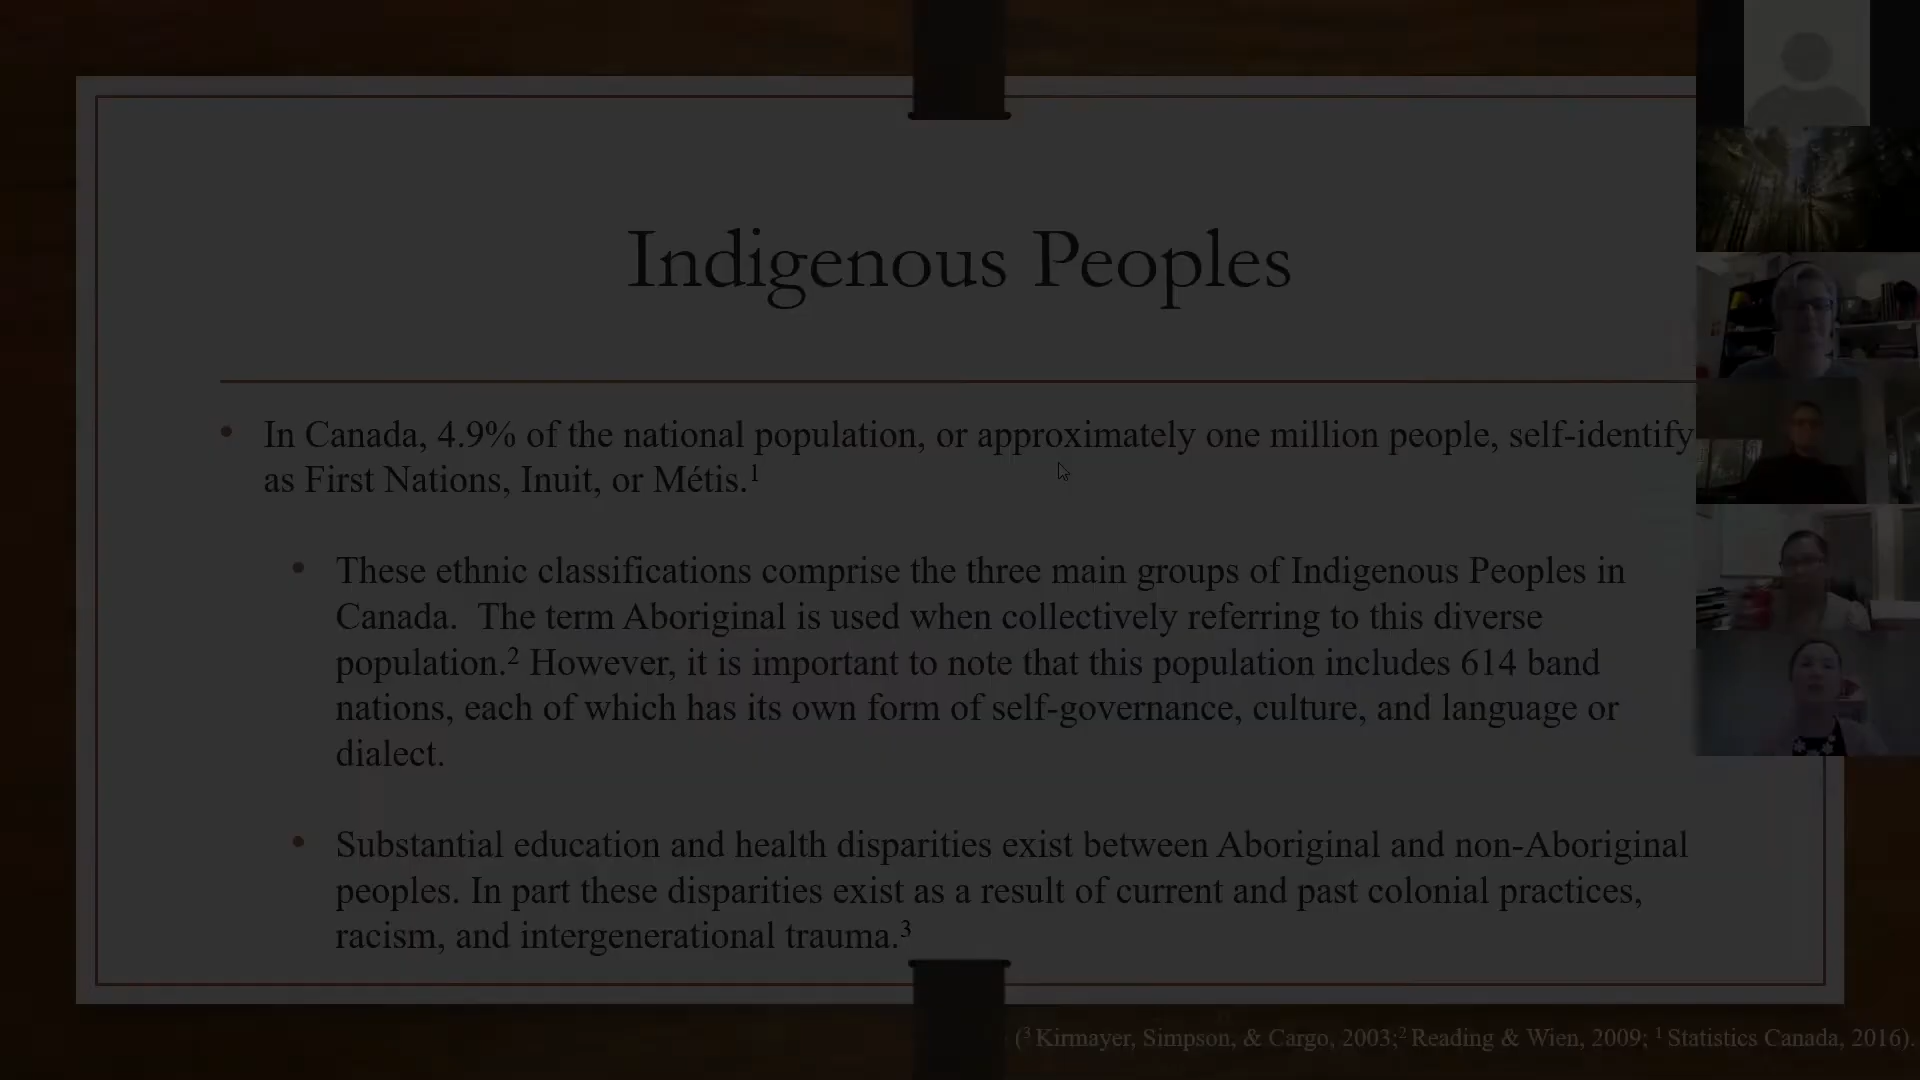 Indigenous Peoples
• In Canada, 4.9% of the national population, or approximately one million people, self-identify
as First Nations, Inuit, or Métis.¹
• These ethnic classifications comprise the three main groups of Indigenous Peoples in
Canada.  The term Aboriginal is used when collectively referring to this diverse
population.² However, it is important to note that this population includes 614 band
nations, each of which has its own form of self-governance, culture, and language or
dialect.
• Substantial education and health disparities exist between Aboriginal and non-Aboriginal
peoples. In part these disparities exist as a result of current and past colonial practices,
racism, and intergenerational trauma.³
(³ Kirmayer, Simpson, & Cargo, 2003;² Reading & Wien, 2009; ¹ Statistics Canada, 2016).